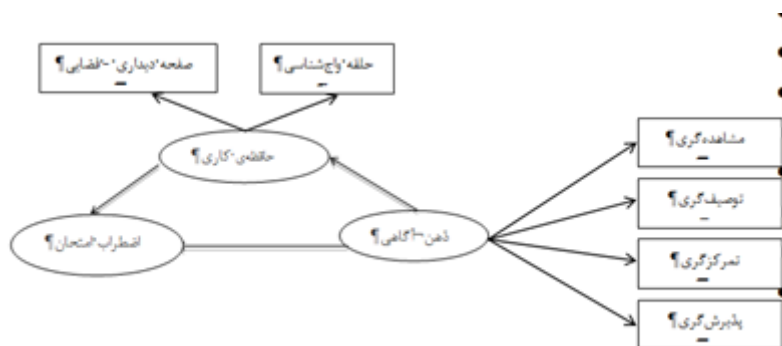 حلقه واج‌شناسی¶
صفحه دیداری-فضایی¶
حافظه‌ی کاری¶
مشاهده‌گری¶
توصیف‌گری¶
ذهن-آگاهی¶
اضطراب امتحان¶
تمرکزگری¶
پذیرش‌گری¶